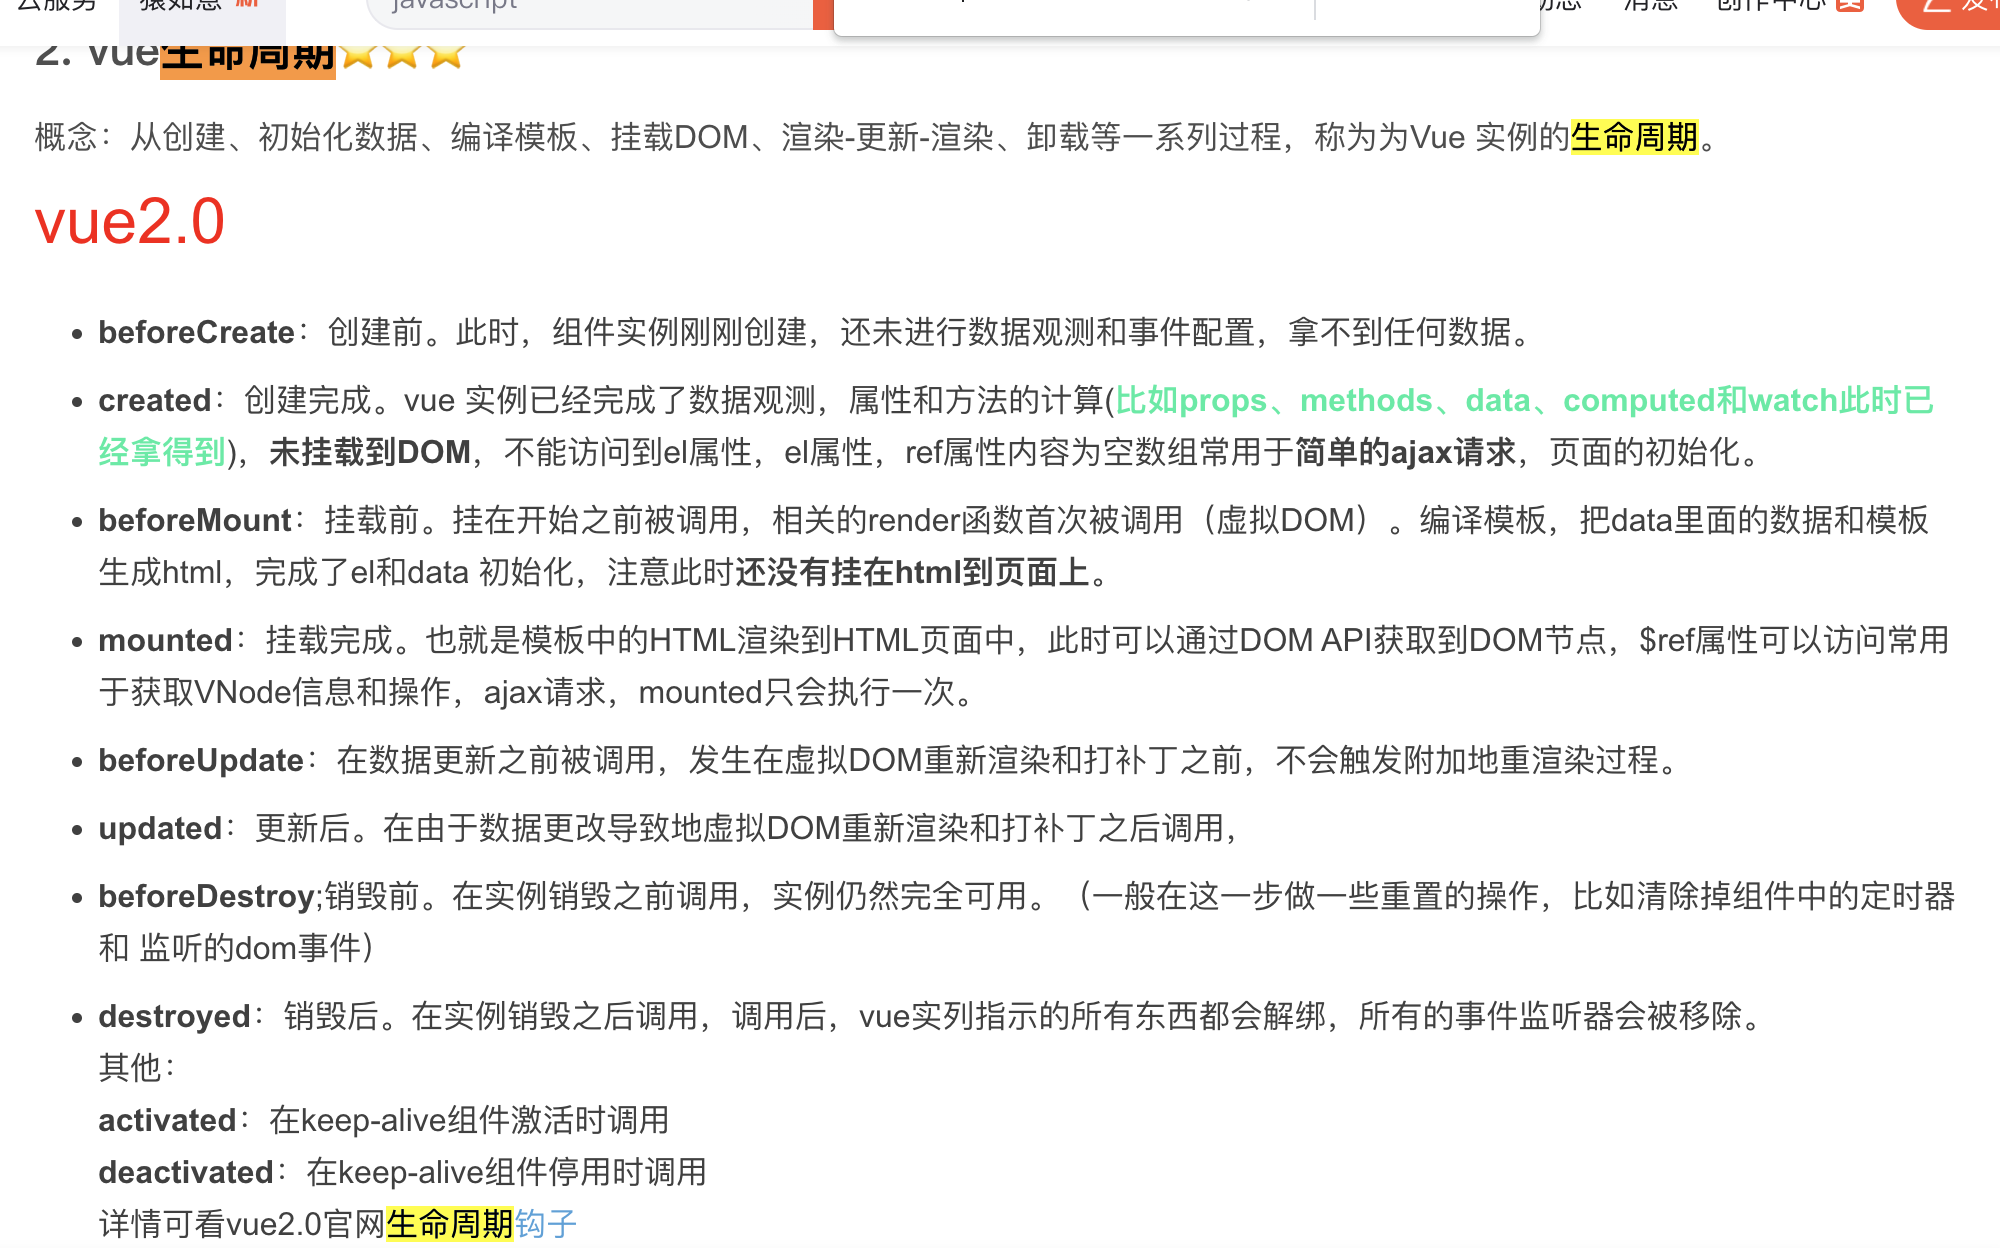 云服务 猿如意 新 javascript 动态 消息 创作中心
2. vue生命周期⭐⭐⭐
概念：从创建、初始化数据、编译模板、挂载DOM、渲染-更新-渲染、卸载等一系列过程，称为为Vue 实例的生命周期。
vue2.0
• beforeCreate：创建前。此时，组件实例刚刚创建，还未进行数据观测和事件配置，拿不到任何数据。
• created：创建完成。vue 实例已经完成了数据观测，属性和方法的计算(比如props、methods、data、computed和watch此时已
经拿得到)，未挂载到DOM，不能访问到el属性，el属性，ref属性内容为空数组常用于简单的ajax请求，页面的初始化。
• beforeMount：挂载前。挂在开始之前被调用，相关的render函数首次被调用（虚拟DOM）。编译模板，把data里面的数据和模板
生成html，完成了el和data 初始化，注意此时还没有挂在html到页面上。
• mounted：挂载完成。也就是模板中的HTML渲染到HTML页面中，此时可以通过DOM API获取到DOM节点，$ref属性可以访问常用
于获取VNode信息和操作，ajax请求，mounted只会执行一次。
• beforeUpdate：在数据更新之前被调用，发生在虚拟DOM重新渲染和打补丁之前，不会触发附加地重渲染过程。
• updated：更新后。在由于数据更改导致地虚拟DOM重新渲染和打补丁之后调用，
• beforeDestroy;销毁前。在实例销毁之前调用，实例仍然完全可用。（一般在这一步做一些重置的操作，比如清除掉组件中的定时器
和 监听的dom事件）
• destroyed：销毁后。在实例销毁之后调用，调用后，vue实列指示的所有东西都会解绑，所有的事件监听器会被移除。
其他：
activated：在keep-alive组件激活时调用
deactivated：在keep-alive组件停用时调用
详情可看vue2.0官网生命周期钩子